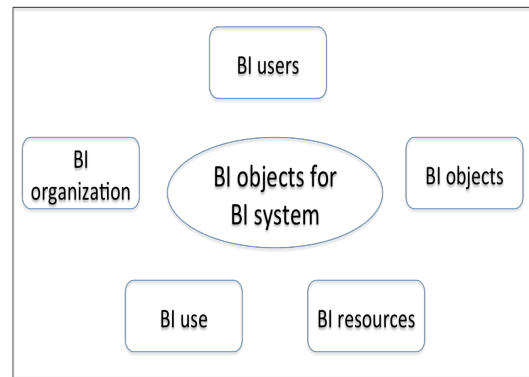 BI users
BI
organization
BI objects for
BI system
BI objects
BI use
BI resources